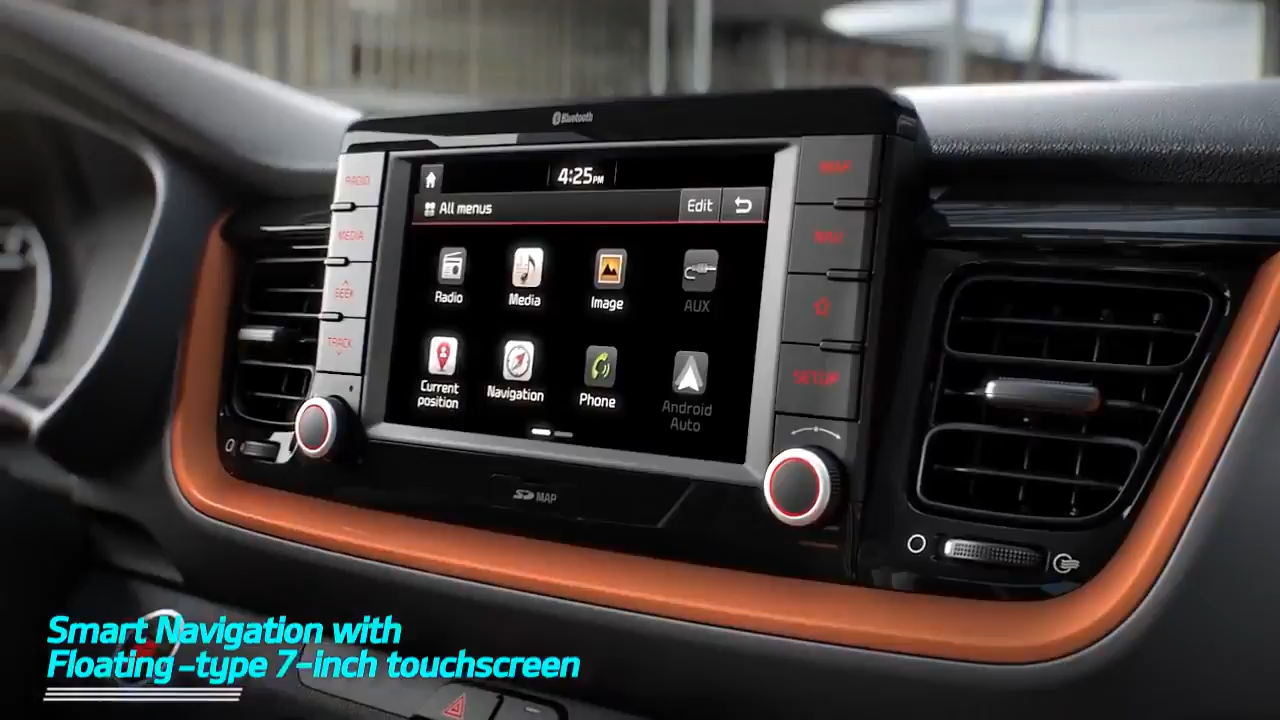 Bluetooth
4:25PM
All menus
Edit
RADIO
MEDIA
SEEK
TRACK
MAP
NAV
SETUP
Radio
Media
Image
AUX
Current
position
Navigation
Phone
Android
Auto
SD MAP
Smart Navigation with
Floating -type 7-inch touchscreen